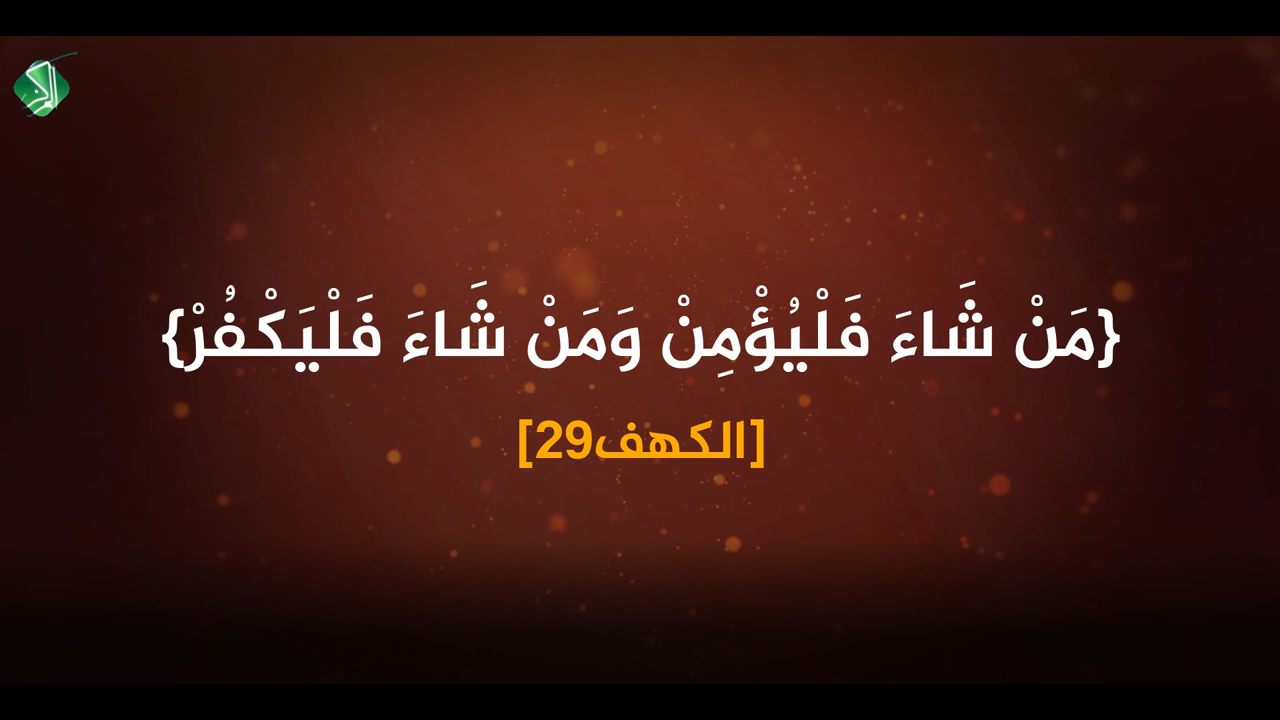 {مَنْ شَاءَ فَلْيُؤْمِنْ وَمَنْ شَاءَ فَلْيَكْفُرْ}
[الكهف29]